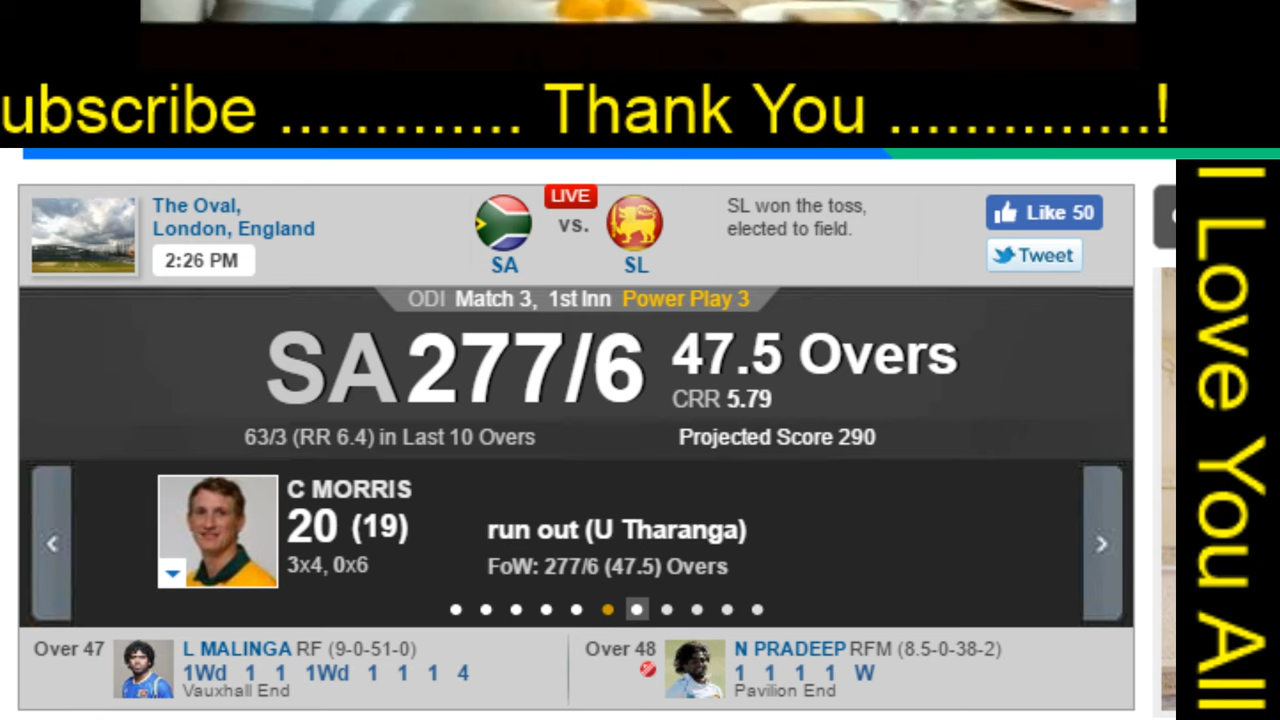 ubscribe ............. Thank You ..............!
I Love You All
The Oval,
London, England
2:26 PM
LIVE
vs.
SA
SL
SL won the toss,
elected to field.
Like 50
Tweet
ODI Match 3, 1st Inn Power Play 3
SA 277/6
47.5 Overs
CRR 5.79
63/3 (RR 6.4) in Last 10 Overs
Projected Score 290
C MORRIS
20 (19)
3x4, 0x6
run out (U Tharanga)
FoW: 277/6 (47.5) Overs
Over 47
L MALINGA RF (9-0-51-0)
1Wd 1 1 1Wd 1 1 1 4
Vauxhall End
Over 48
N PRADEEP RFM (8.5-0-38-2)
1 1 1 1 W
Pavilion End